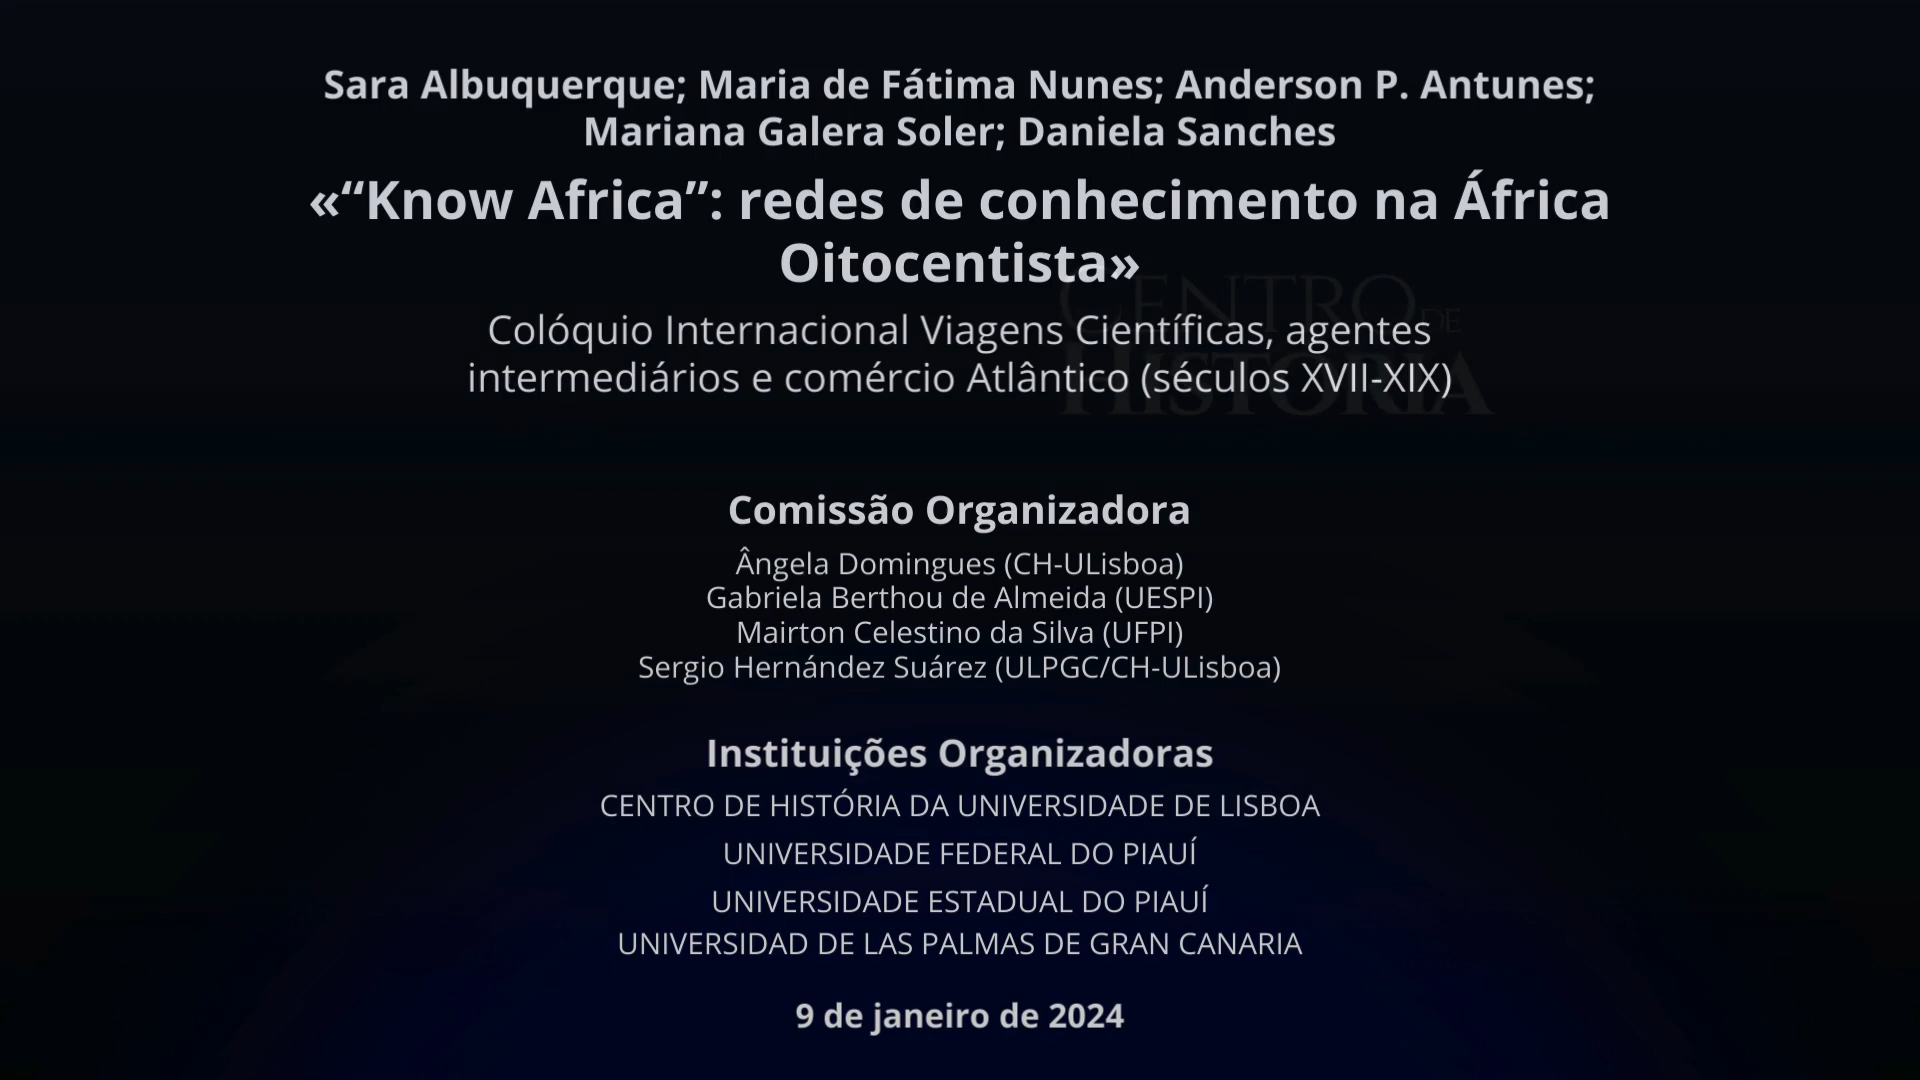 Sara Albuquerque; Maria de Fátima Nunes; Anderson P. Antunes;
Mariana Galera Soler; Daniela Sanches
«“Know Africa”: redes de conhecimento na África
Oitocentista»
CENTRO DE
HISTÓRIA
Colóquio Internacional Viagens Científicas, agentes
intermediários e comércio Atlântico (séculos XVII-XIX)
Comissão Organizadora
Ângela Domingues (CH-ULisboa)
Gabriela Berthou de Almeida (UESPI)
Mairton Celestino da Silva (UFPI)
Sergio Hernández Suárez (ULPGC/CH-ULisboa)
Instituições Organizadoras
CENTRO DE HISTÓRIA DA UNIVERSIDADE DE LISBOA
UNIVERSIDADE FEDERAL DO PIAUÍ
UNIVERSIDADE ESTADUAL DO PIAUÍ
UNIVERSIDAD DE LAS PALMAS DE GRAN CANARIA
9 de janeiro de 2024